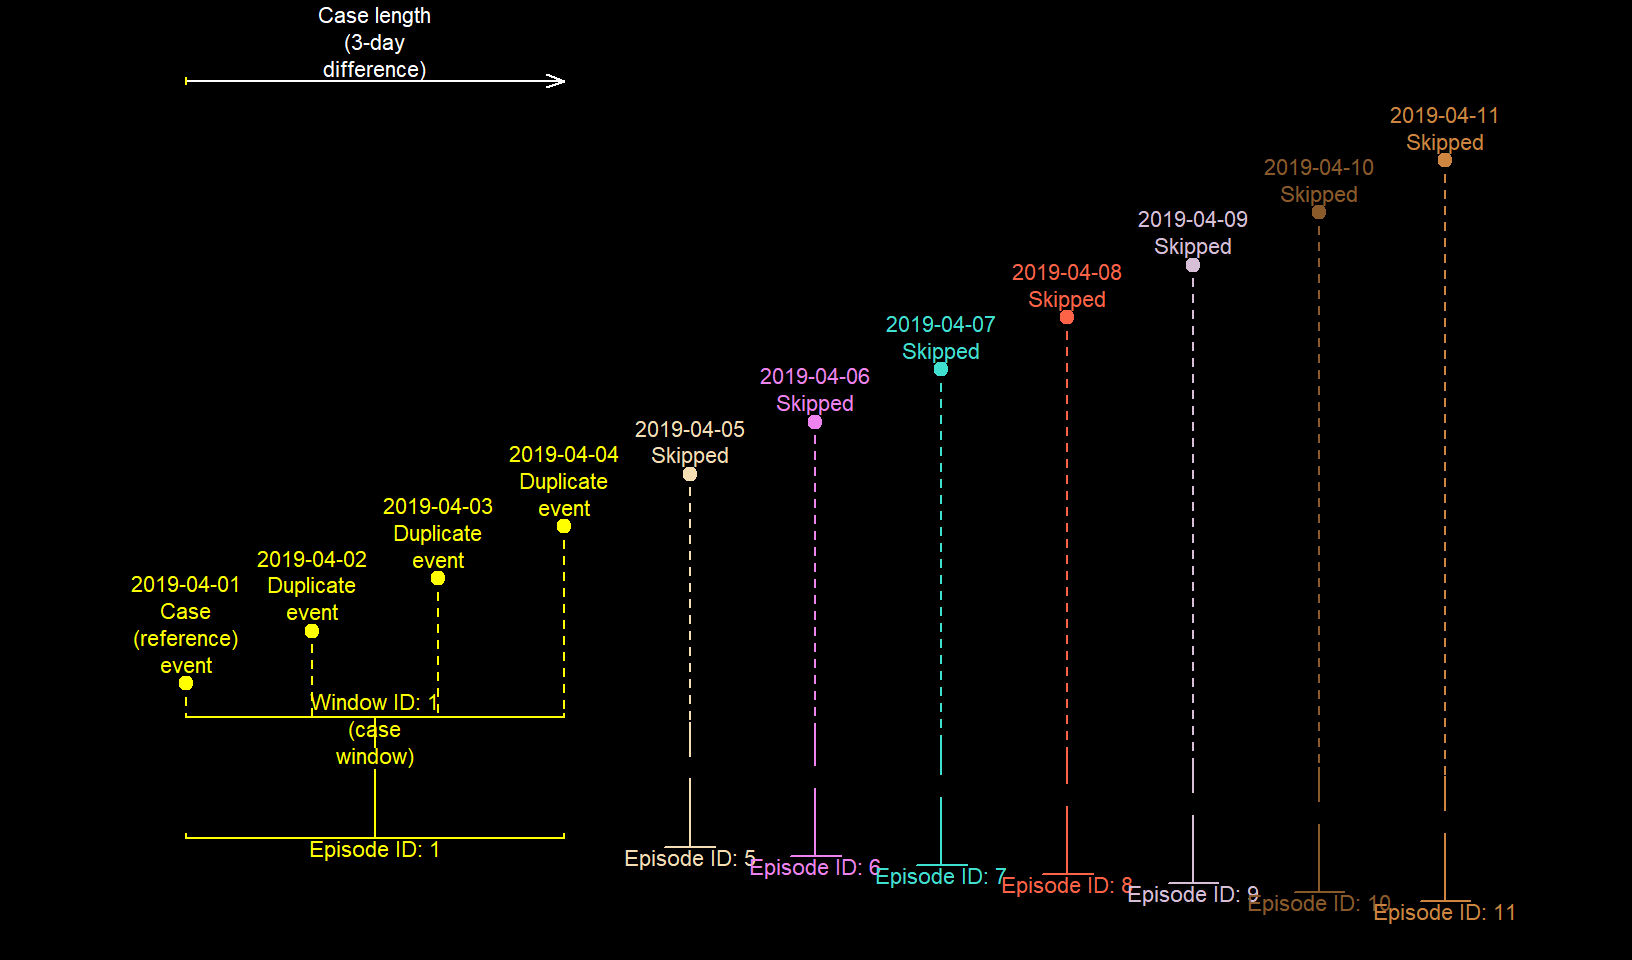 Case length
(3-day
difference)
2019-04-11
Skipped
2019-04-10
Skipped
2019-04-09
Skipped
2019-04-08
Skipped
2019-04-07
Skipped
2019-04-06
Skipped
2019-04-05
Skipped
2019-04-04
Duplicate
event
2019-04-03
Duplicate
event
2019-04-02
Duplicate
event
2019-04-01
Case
(reference)
event
Window ID: 1
(case
window)
Episode ID: 1
Episode ID: 5
Episode ID: 6
Episode ID: 7
Episode ID: 8
Episode ID: 9
Episode ID: 10
Episode ID: 11